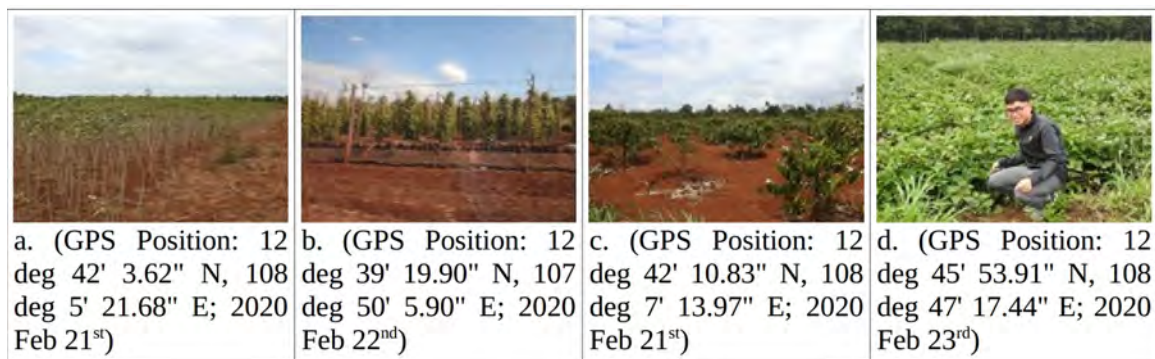 a. (GPS Position: 12
deg 42' 3.62" N, 108
deg 5' 21.68" E; 2020
Feb 21st)
b. (GPS Position: 12
deg 39' 19.90" N, 107
deg 50' 5.90" E; 2020
Feb 22nd)
c. (GPS Position: 12
deg 42' 10.83" N, 108
deg 7' 13.97" E; 2020
Feb 21st)
d. (GPS Position: 12
deg 45' 53.91" N, 108
deg 47' 17.44" E; 2020
Feb 23rd)